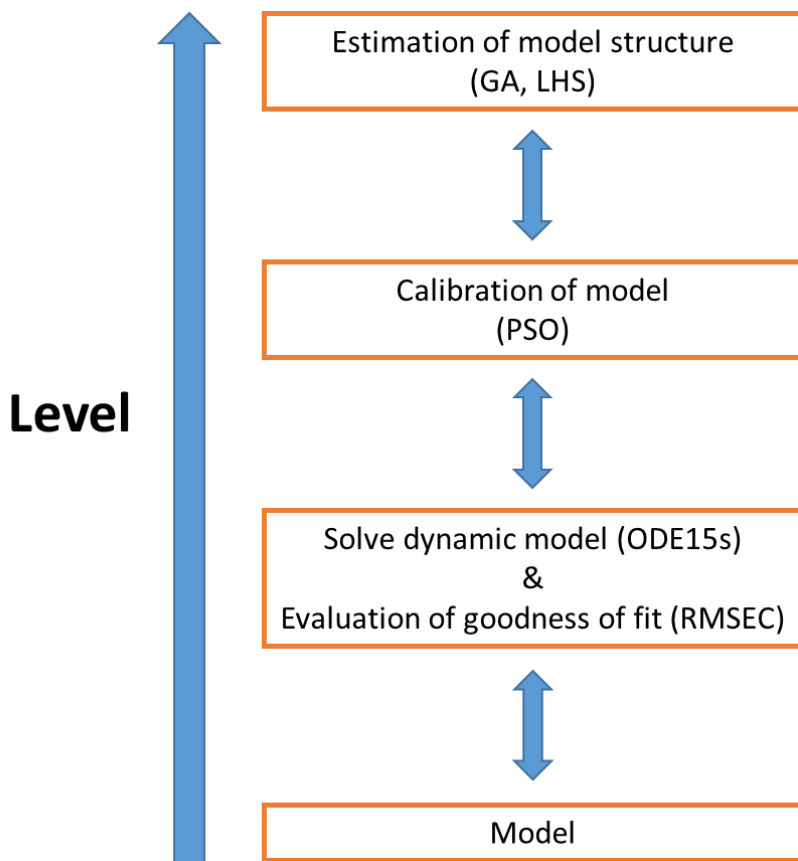 Estimation of model structure
(GA, LHS)
Calibration of model
(PSO)
Level
Solve dynamic model (ODE15s)
&
Evaluation of goodness of fit (RMSEC)
Model